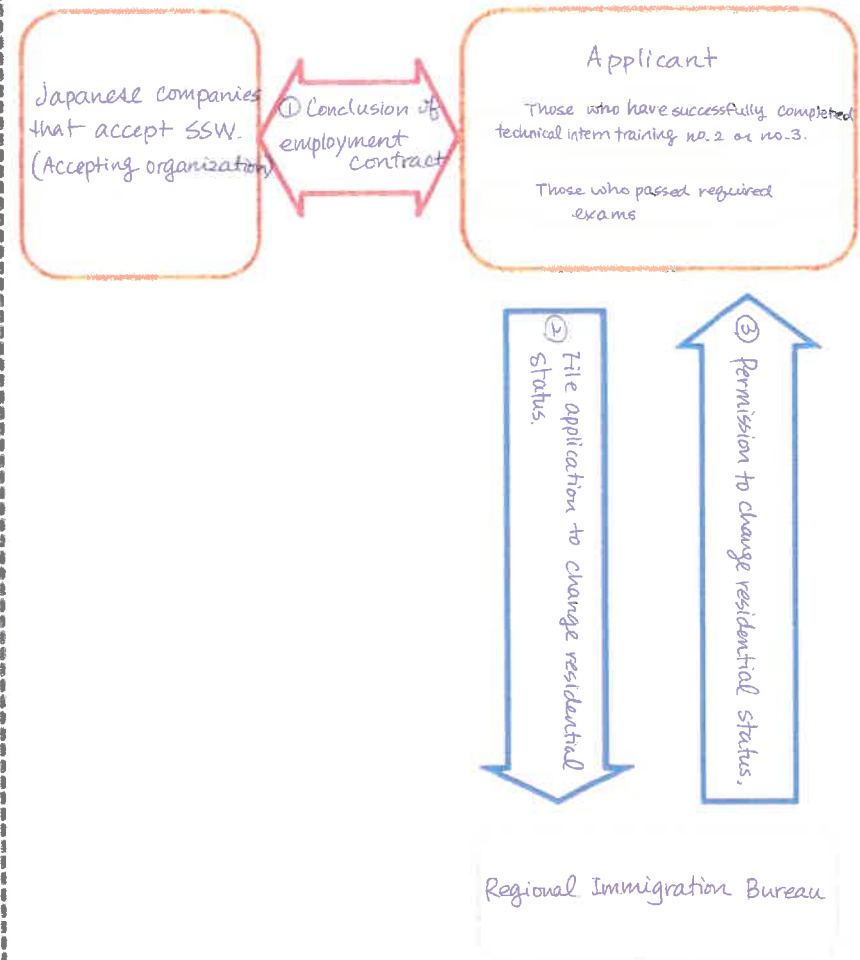 Japanese companies
that accept SSW.
(Accepting organization)
① Conclusion of
employment
contract
Applicant
Those who have successfully completed
technical intern training no.2 or no.3.
Those who passed required
exams
② File application to change residential
status.
③ Permission to change residential status.
Regional Immigration Bureau